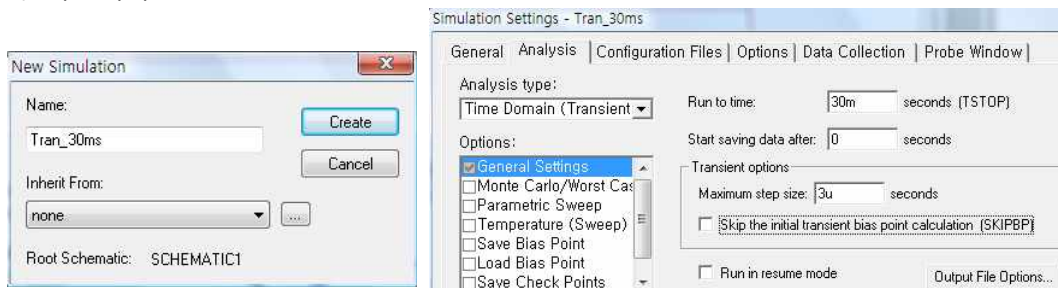 New Simulation
Name:
Tran_30ms
Create
Cancel
Inherit From:
none
...
Root Schematic: SCHEMATIC1
Simulation Settings - Tran_30ms
General Analysis Configuration Files Options Data Collection Probe Window
Analysis type:
Time Domain (Transient
Options:
General Settings
Monte Carlo/Worst Cas
Parametric Sweep
Temperature (Sweep)
Save Bias Point
Load Bias Point
Save Check Points
Run to time: 30m seconds (TSTOP)
Start saving data after: 0 seconds
Transient options
Maximum step size: 3u seconds
Skip the initial transient bias point calculation (SKIPBP)
Run in resume mode
Output File Options...